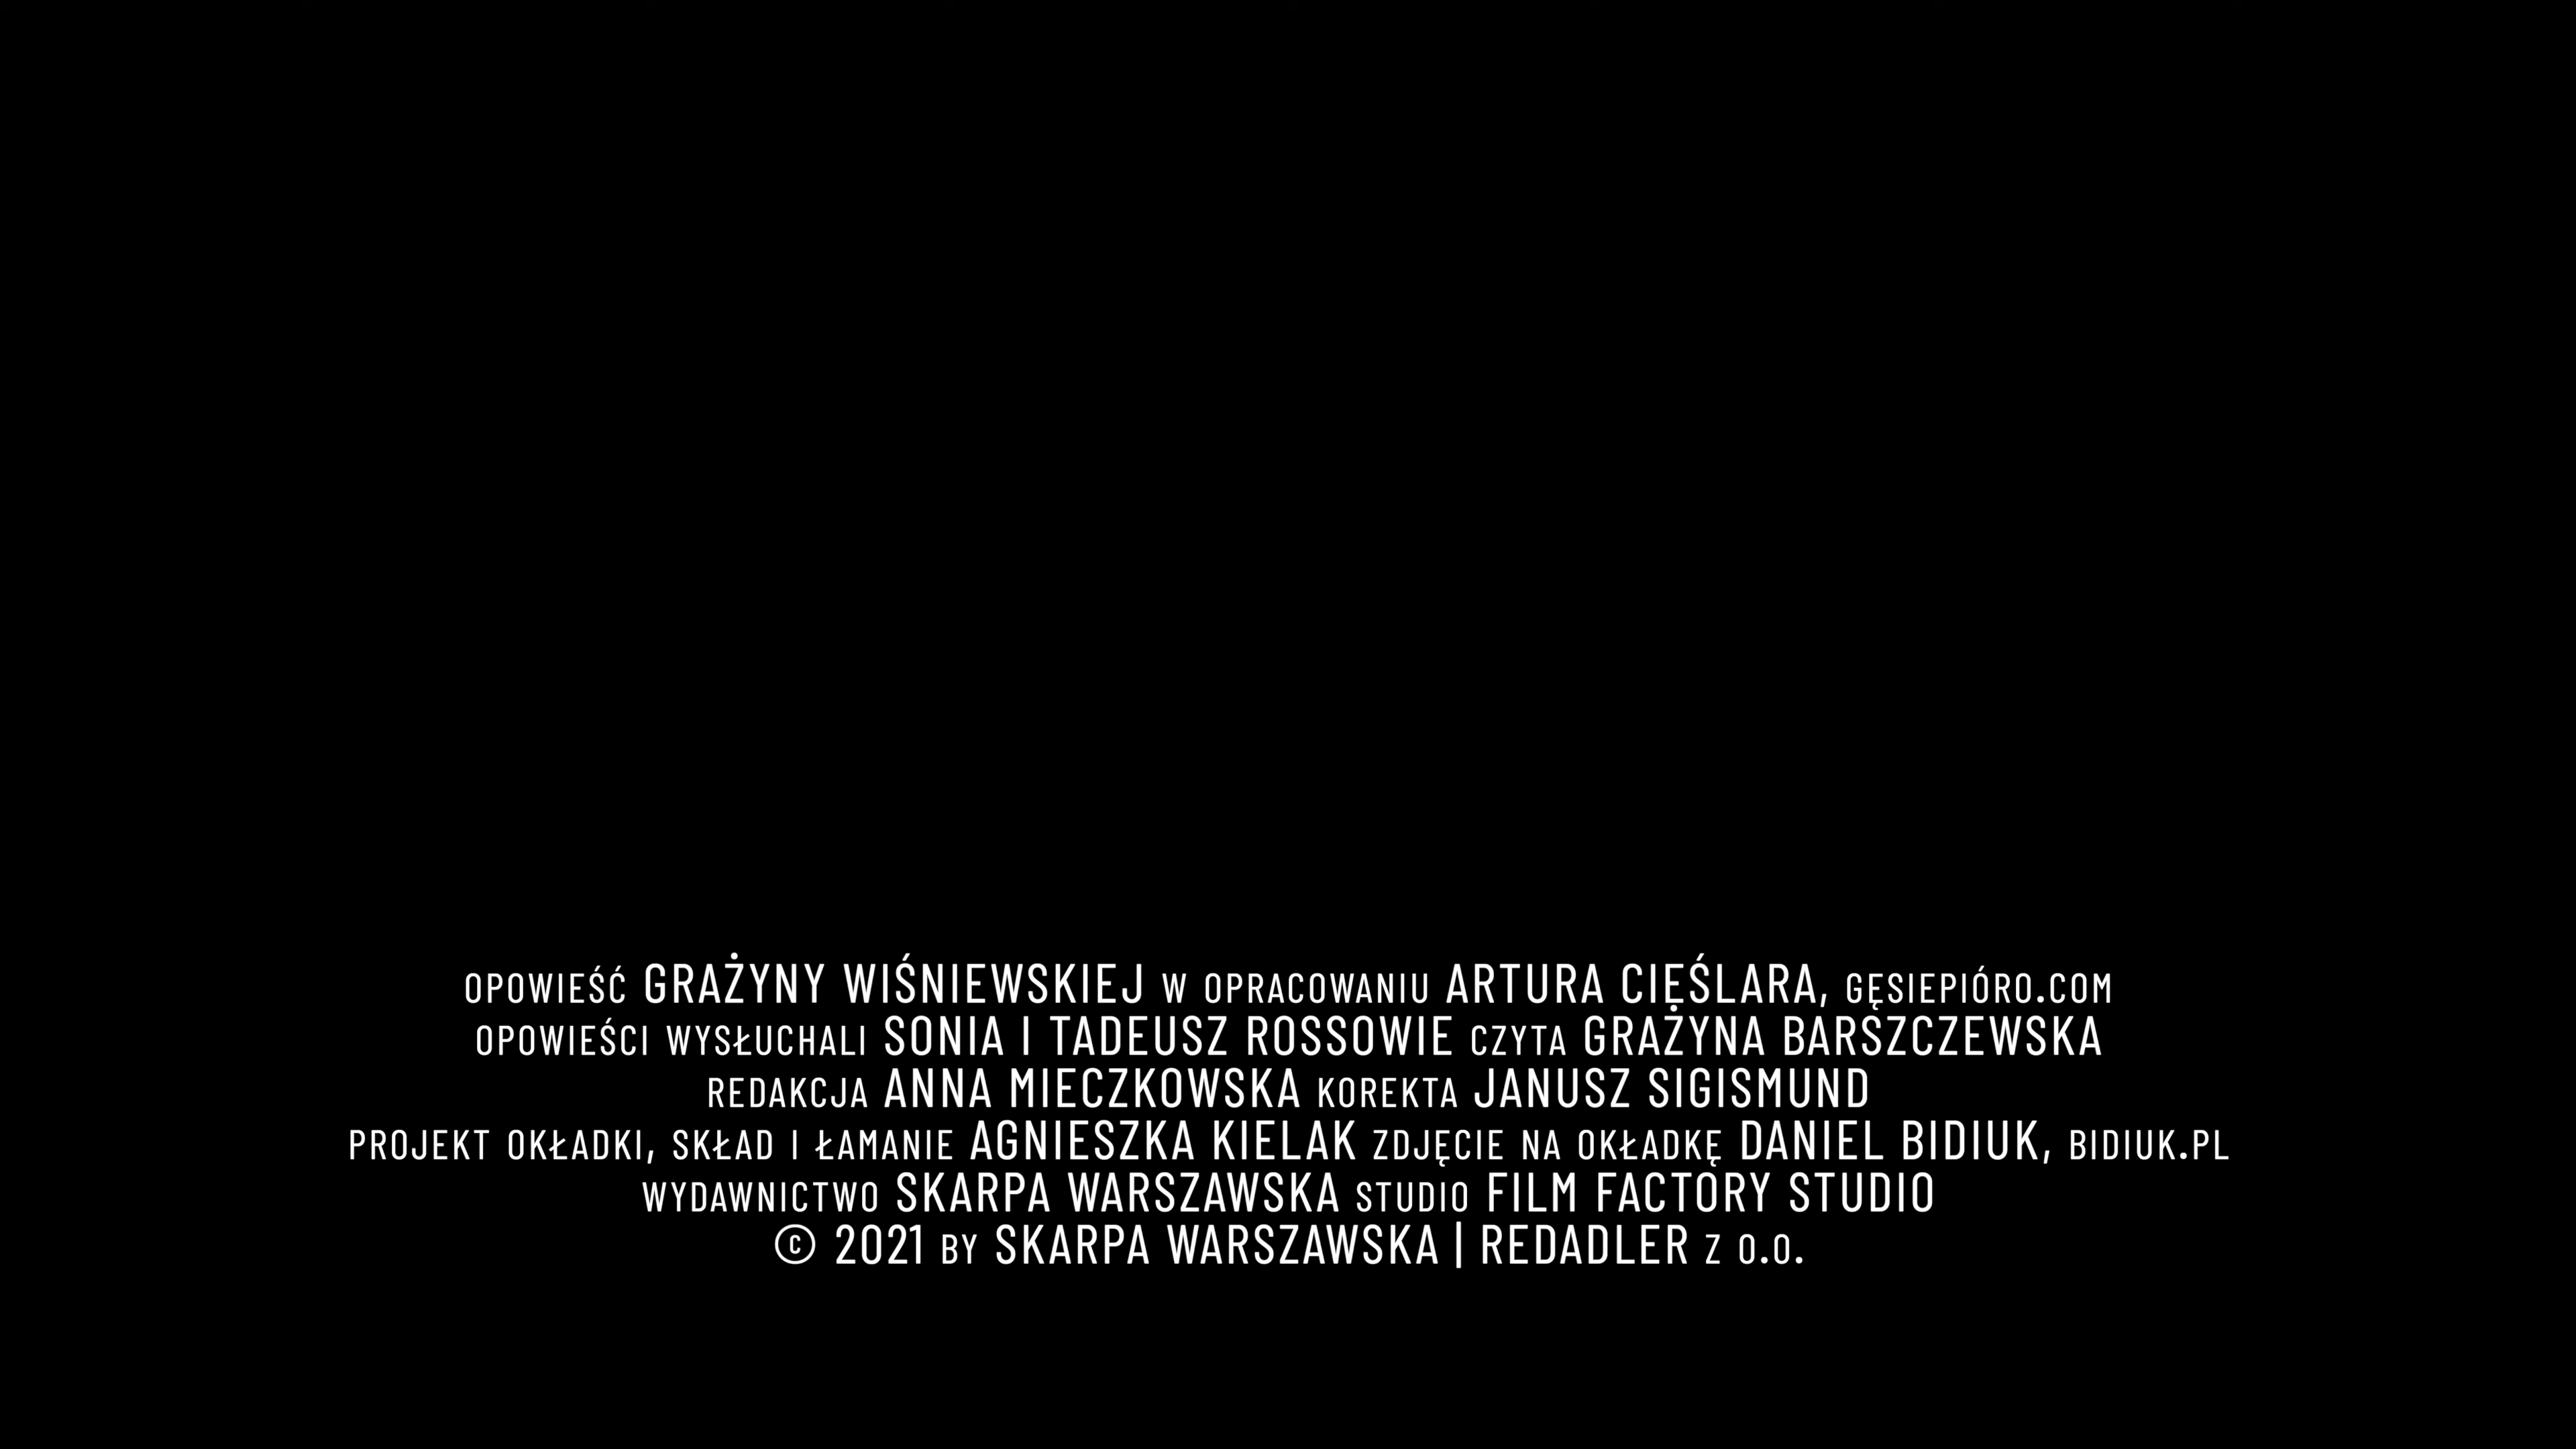 OPOWIEŚĆ GRAŻYNY WIŚNIEWSKIEJ W OPRACOWANIU ARTURA CIĘŚLARA, GĘSIEPIÓRO.COM
OPOWIEŚCI WYSŁUCHALI SONIA I TADEUSZ ROSSOWIE CZYTA GRAŻYNA BARSZCZEWSKA
REDAKCJA ANNA MIECZKOWSKA KOREKTA JANUSZ SIGISMUND
PROJEKT OKŁADKI, SKŁAD I ŁAMANIE AGNIESZKA KIELAK ZDJĘCIE NA OKŁADKĘ DANIEL BIDIUK, BIDIUK.PL
WYDAWNICTWO SKARPA WARSZAWSKA STUDIO FILM FACTORY STUDIO
© 2021 BY SKARPA WARSZAWSKA | REDADLER Z O.O.